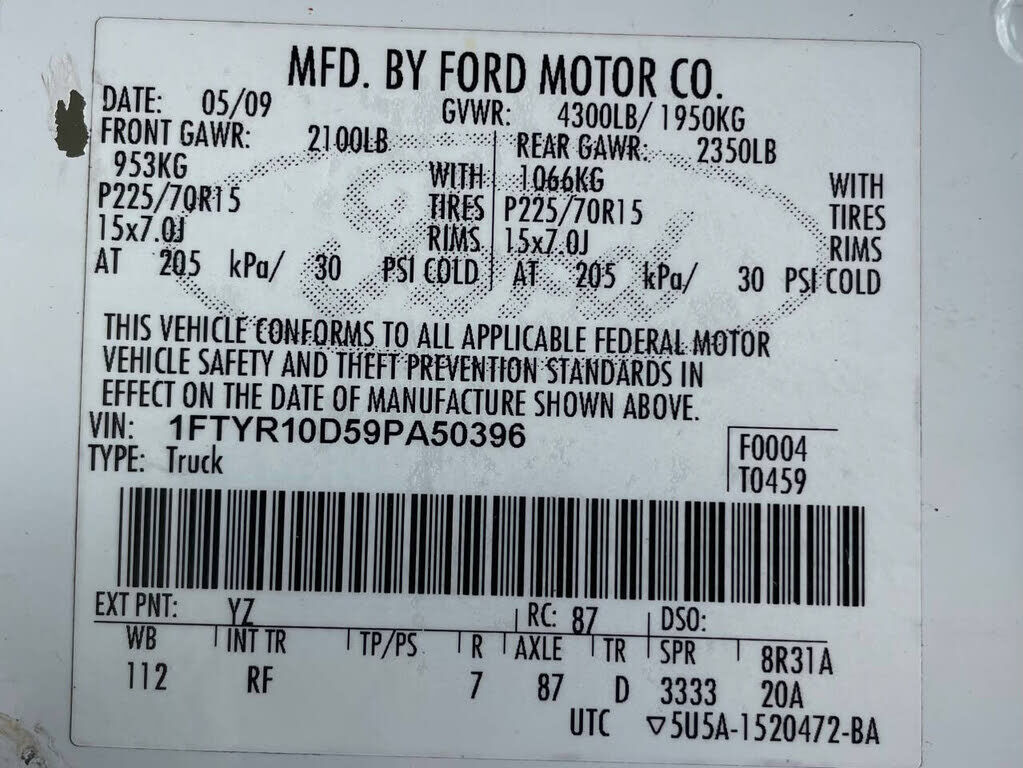 MFD. BY FORD MOTOR CO.
DATE: 05/09 GVWR: 4300LB/ 1950KG
FRONT GAWR: 2100LB REAR GAWR: 2350LB
953KG WITH 1066KG WITH
P225/70R15 TIRES P225/70R15 TIRES
15x7.0J RIMS 15x7.0J RIMS
AT 205 kPa/ 30 PSI COLD AT 205 kPa/ 30 PSI COLD
Ford
THIS VEHICLE CONFORMS TO ALL APPLICABLE FEDERAL MOTOR
VEHICLE SAFETY AND THEFT PREVENTION STANDARDS IN
EFFECT ON THE DATE OF MANUFACTURE SHOWN ABOVE.
VIN: 1FTYR10D59PA50396
TYPE: Truck
F0004
T0459
EXT PNT: YZ RC: 87 DSO:
WB INT TR TP/PS R AXLE TR SPR 8R31A
112 RF 7 87 D 3333 20A
UTC ▽5U5A-1520472-BA